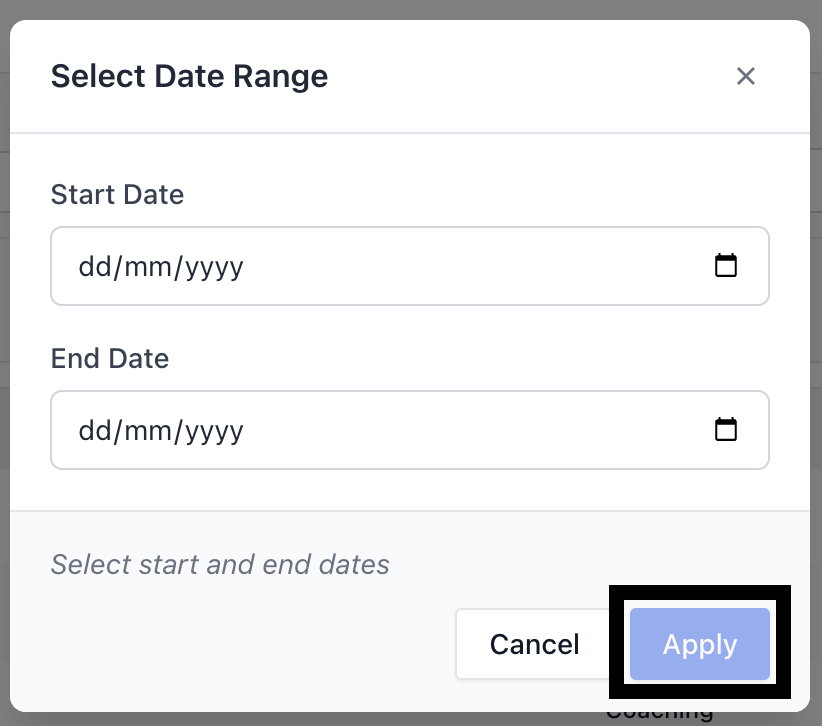 Select Date Range
Start Date
dd/mm/yyyy
End Date
dd/mm/yyyy
Select start and end dates
Cancel
Apply
Coaching